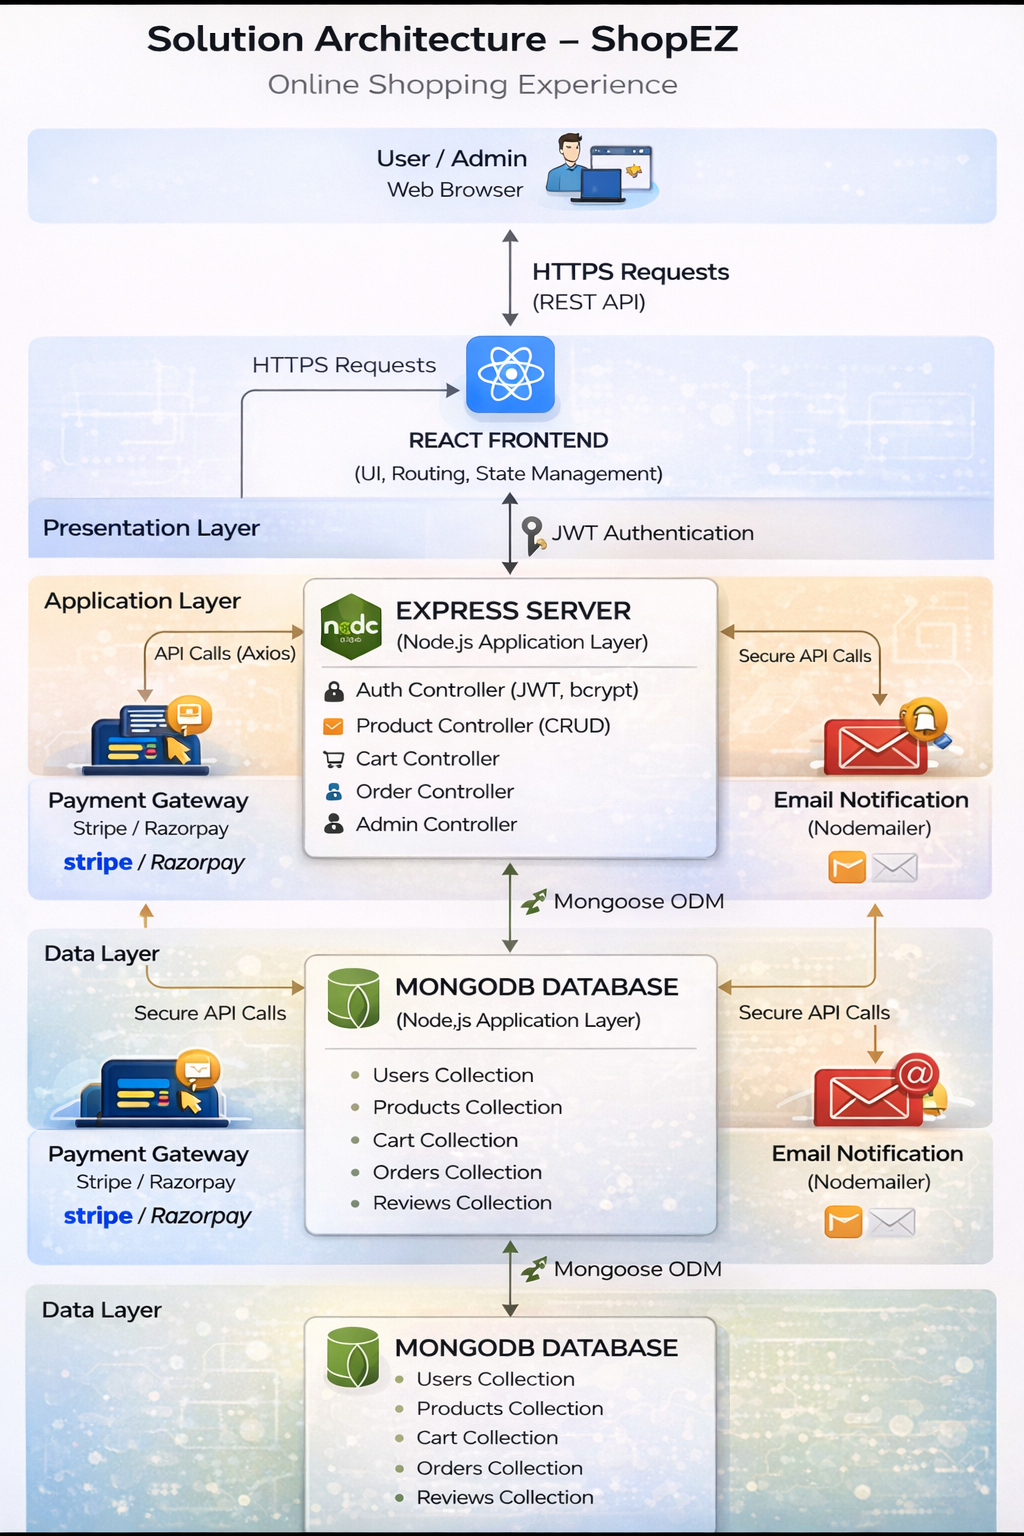 Solution Architecture – ShopEZ
Online Shopping Experience
User / Admin
Web Browser
HTTPS Requests
(REST API)
HTTPS Requests
REACT FRONTEND
(UI, Routing, State Management)
Presentation Layer
JWT Authentication
Application Layer
API Calls (Axios)
EXPRESS SERVER
(Node.js Application Layer)
Auth Controller (JWT, bcrypt)
Product Controller (CRUD)
Cart Controller
Order Controller
Admin Controller
Secure API Calls
Payment Gateway
Stripe / Razorpay
stripe / Razorpay
Email Notification
(Nodemailer)
Mongoose ODM
Data Layer
Secure API Calls
MONGODB DATABASE
(Node.js Application Layer)
Users Collection
Products Collection
Cart Collection
Orders Collection
Reviews Collection
Secure API Calls
@
Payment Gateway
Stripe / Razorpay
stripe / Razorpay
Email Notification
(Nodemailer)
Mongoose ODM
Data Layer
MONGODB DATABASE
Users Collection
Products Collection
Cart Collection
Orders Collection
Reviews Collection